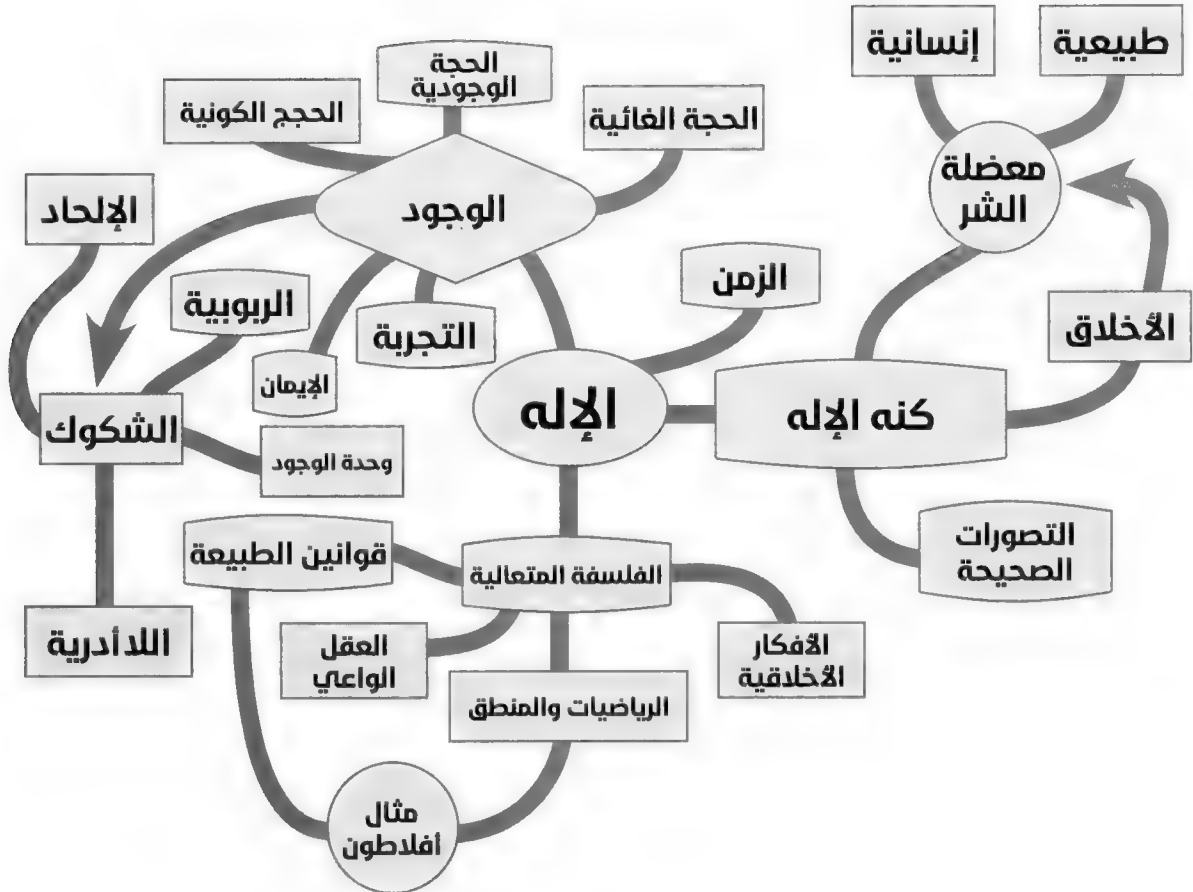 طبيعية
إنسانية
معضلة
الشر
الحجة
الوجودية
الحجة الغائية
الحجج الكونية
الوجود
الإلحاد
الزمن
الربوبية
التجربة
الإيمان
الأخلاق
كنه الإله
الإله
الشكوك
وحدة الوجود
التصورات
الصحيحة
الفلسفة المتعالية
قوانين الطبيعة
الأفكار
الأخلاقية
العقل
الواعي
اللاأدرية
الرياضيات والمنطق
مثال
أفلاطون